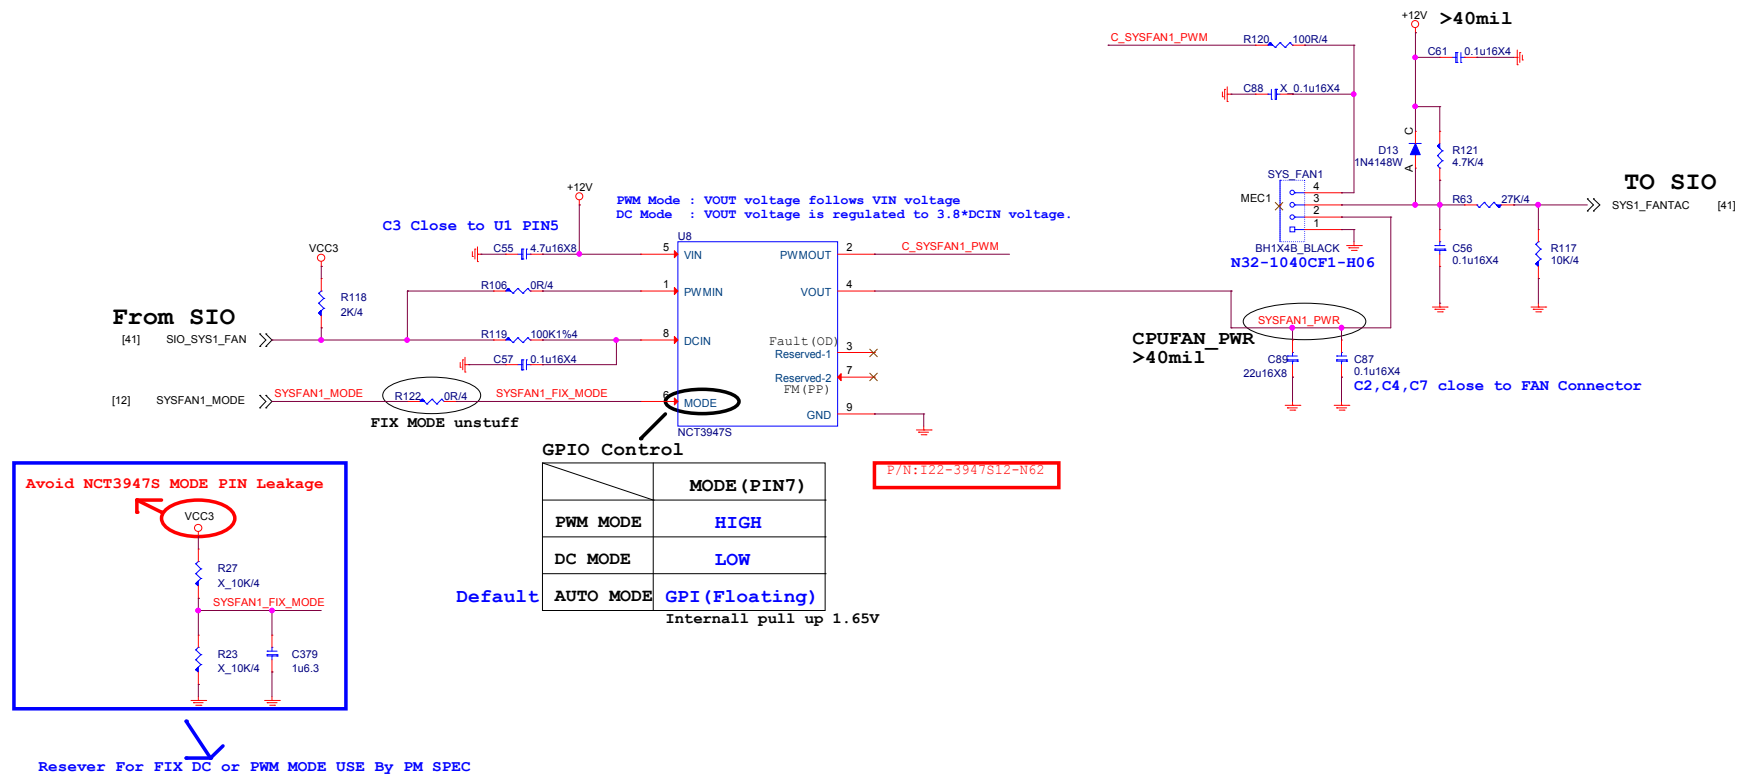 +12V
>40mil
C_SYSFAN1_PWM
R120
100R/4
C61
0.1u16X4
C88
X_0.1u16X4
C
D13
1N4148W
A
R121
4.7K/4
SYS_FAN1
MEC1
4
3
2
1
BH1X4B_BLACK
N32-1040CF1-H06
R63
27K/4
TO SIO
SYS1_FANTAC
[41]
C56
0.1u16X4
R117
10K/4
+12V
PWM Mode : VOUT voltage follows VIN voltage
DC Mode  : VOUT voltage is regulated to 3.8*DCIN voltage.
C3 Close to U1 PIN5
U8
C55
4.7u16X8
5
VIN
PWMOUT
2
C_SYSFAN1_PWM
VCC3
R118
2K/4
R106
0R/4
1
PWMIN
VOUT
4
From SIO
[41]
SIO_SYS1_FAN
R119
100K1%4
8
DCIN
Fault(OD)
Reserved-1
3
C57
0.1u16X4
Reserved-2
7
FM(PP)
SYSFAN1_PWR
CPUFAN_PWR
>40mil
C89
22u16X8
C87
0.1u16X4
C2,C4,C7 close to FAN Connector
[12]
SYSFAN1_MODE
SYSFAN1_MODE
R122
0R/4
SYSFAN1_FIX_MODE
6
MODE
GND
9
FIX MODE unstuff
NCT3947S
GPIO Control
P/N:I22-3947S12-N62
MODE(PIN7)
PWM MODE
HIGH
DC MODE
LOW
Default
AUTO MODE
GPI(Floating)
Internall pull up 1.65V
Avoid NCT3947S MODE PIN Leakage
VCC3
R27
X_10K/4
SYSFAN1_FIX_MODE
R23
X_10K/4
C379
1u6.3
Resever For FIX DC or PWM MODE USE By PM SPEC